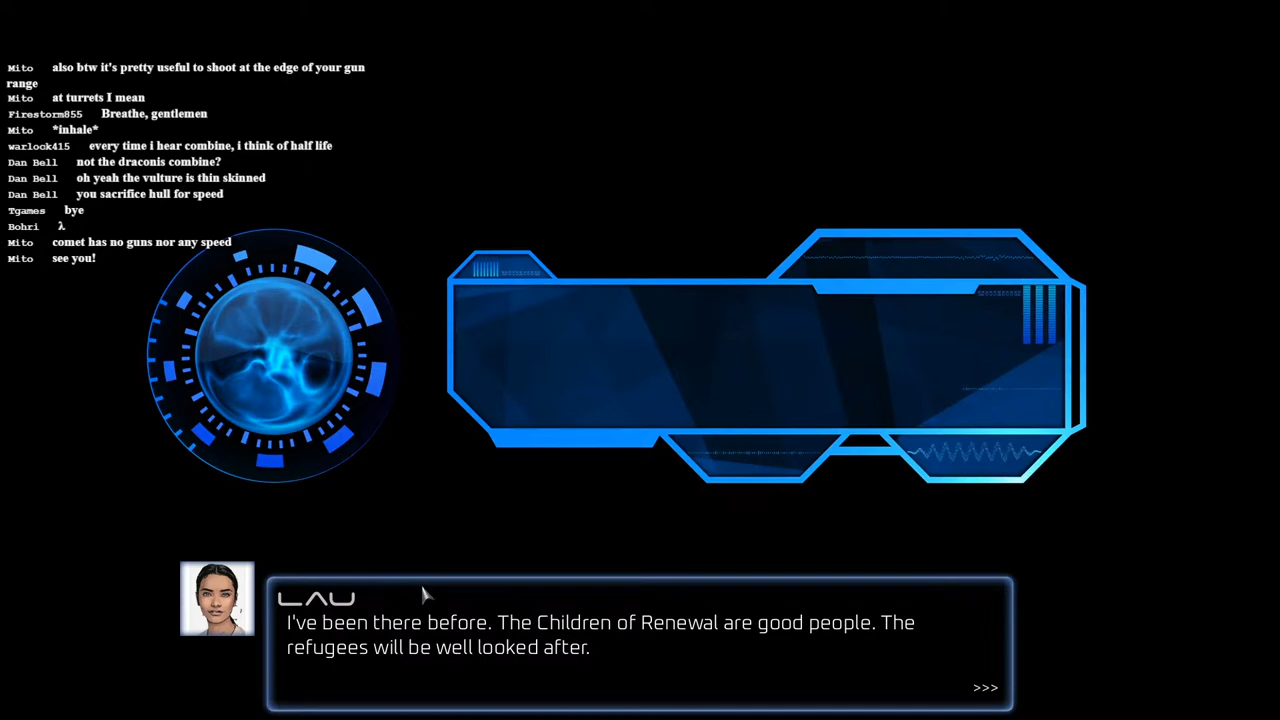 Mito also btw it's pretty useful to shoot at the edge of your gun
range
Mito at turrets I mean
Firestorm855 Breathe, gentlemen
Mito *inhale*
warlock415 every time i hear combine, i think of half life
Dan Bell not the draconis combine?
Dan Bell oh yeah the vulture is thin skinned
Dan Bell you sacrifice hull for speed
Tgames bye
Bohri λ
Mito comet has no guns nor any speed
Mito see you!
LAU
I've been there before. The Children of Renewal are good people. The
refugees will be well looked after.
>>>